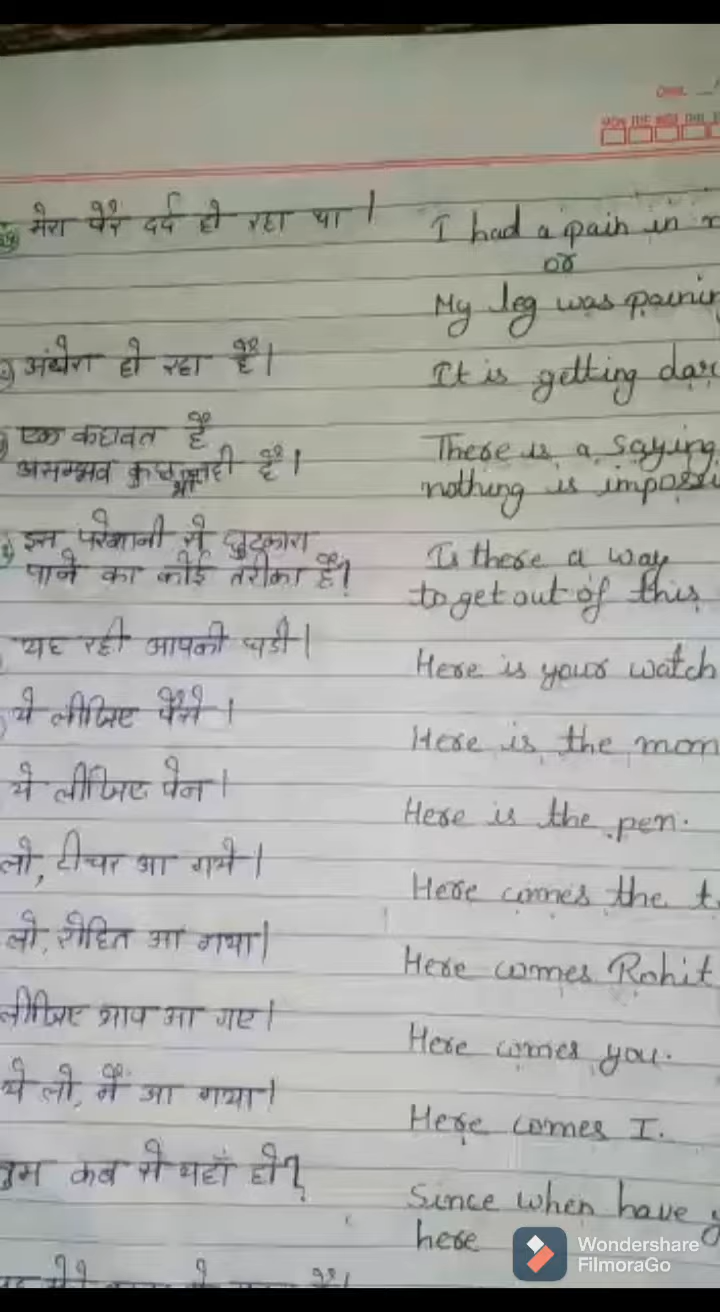 DATE
MON TUE WED THU
मेरा पैर दर्द हो रहा था । I had a pain in
or
My leg was
अंधेरा हो रहा है। It is getting
एक कहावत है There is a saying
असम्भव कुछ भी नही है । nothing is
इस परेशानी से छुटकारा Is there a way
पाने का कोई तरीका है? to get out of this
यह रही आपकी घडी । Here is your watch
ये लीजिए पैसे । Here is the
ये लीजिए पेन । Here is the pen.
लो, टीचर आ गये । Here comes the
लो, रोहित आ गया। Here comes Rohit
लीजिए आप आ गए। Here comes you.
ये लो, मैं आ गया। Here comes I.
तुम कब से यहाँ हो? Since when have
here
Wondershare
FilmoraGo